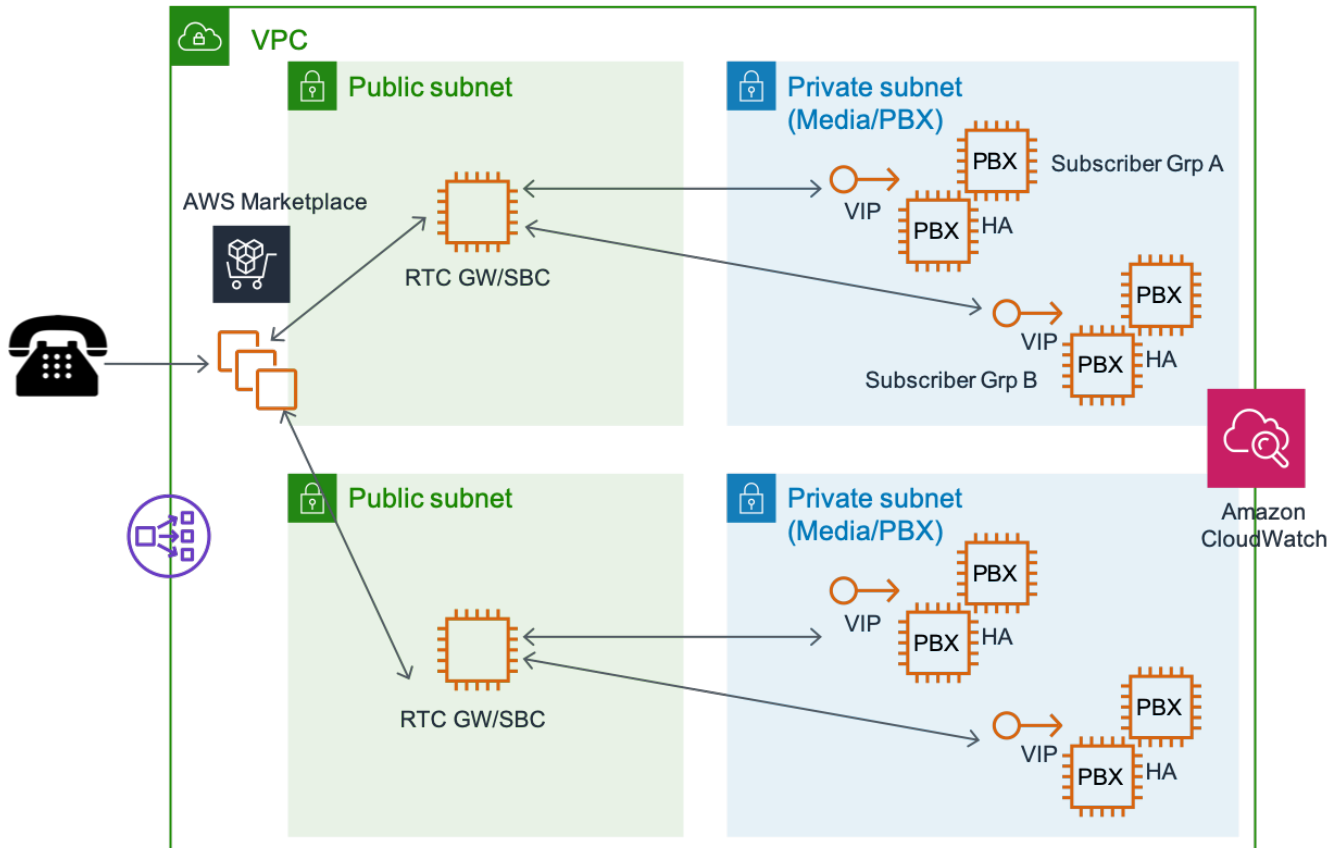 VPC
Public subnet
Private subnet
(Media/PBX)
AWS Marketplace
RTC GW/SBC
VIP
PBX
PBX
HA
Subscriber Grp A
VIP
PBX
PBX
HA
Subscriber Grp B
Amazon
CloudWatch
Public subnet
Private subnet
(Media/PBX)
RTC GW/SBC
VIP
PBX
PBX
HA
VIP
PBX
PBX
HA